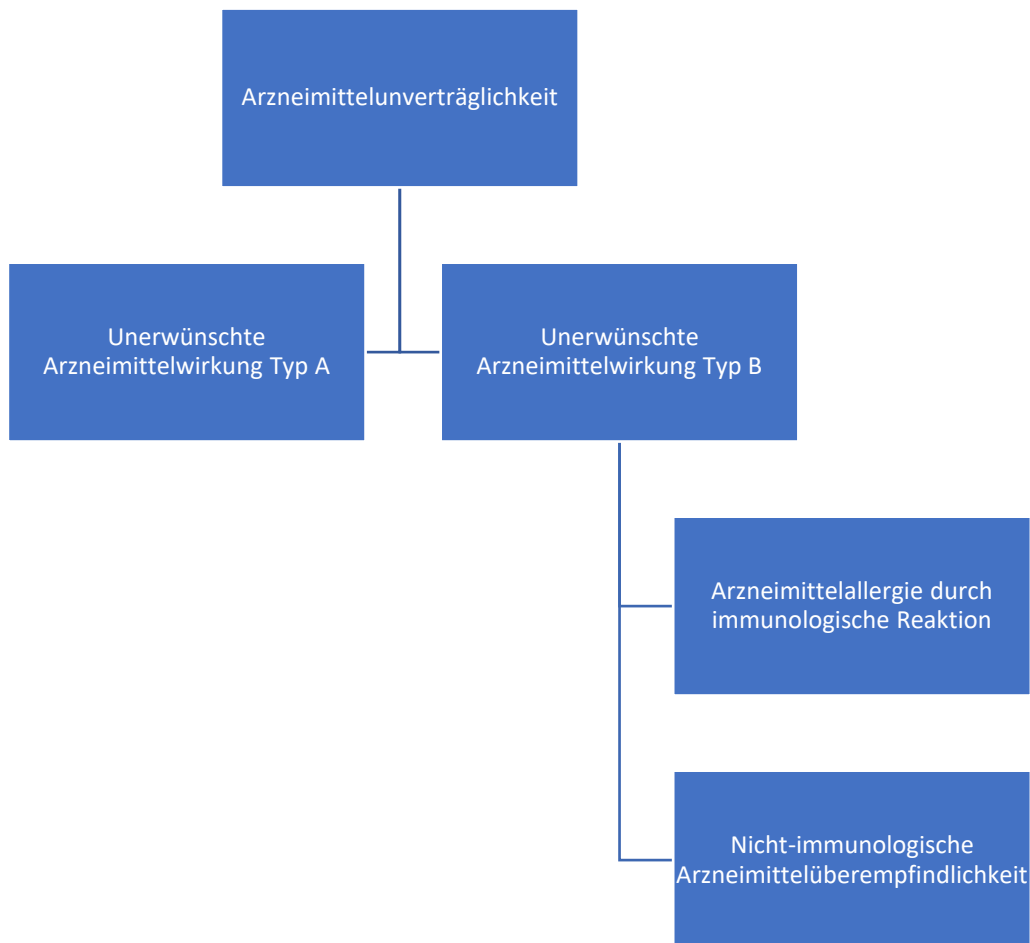 Arzneimittelunverträglichkeit
Unerwünschte
Arzneimittelwirkung Typ A
Unerwünschte
Arzneimittelwirkung Typ B
Arzneimittelallergie durch
immunologische Reaktion
Nicht-immunologische
Arzneimittelüberempfindlichkeit